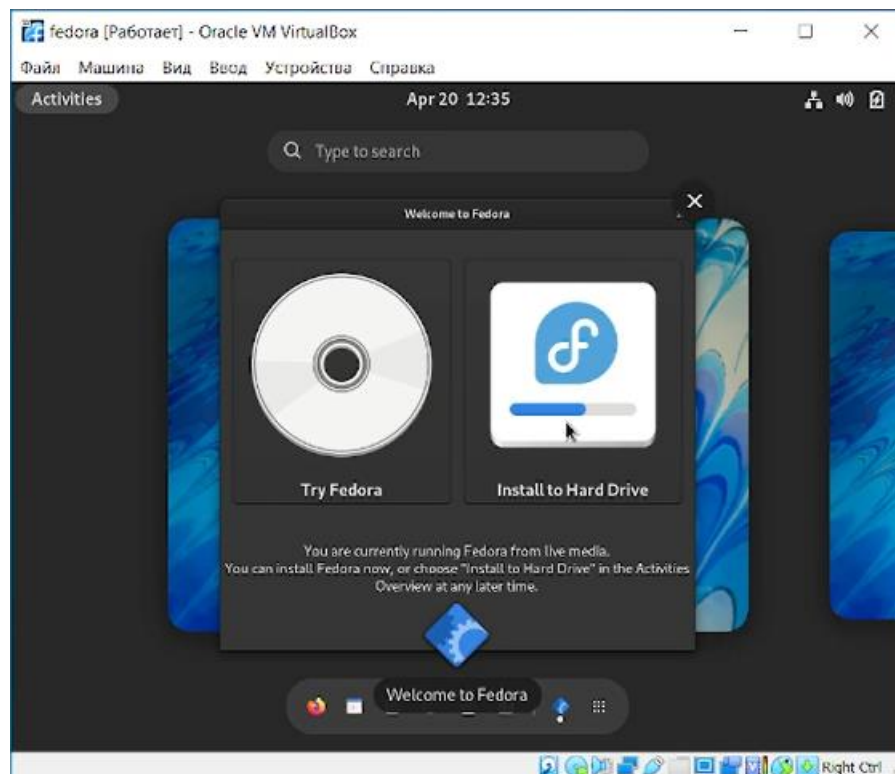 fedora [Работает] - Oracle VM VirtualBox
Файл Машина Вид Ввод Устройства Справка
Activities Apr 20 12:35
Type to search
Welcome to Fedora
Try Fedora Install to Hard Drive
You are currently running Fedora from live media.
You can install Fedora now, or choose "Install to Hard Drive" in the Activities
Overview at any later time.
Welcome to Fedora
Right Ctrl